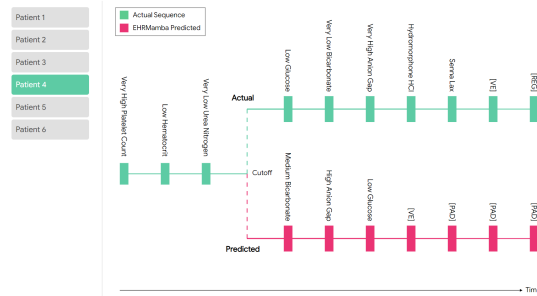 Patient 1
Patient 2
Patient 3
Patient 4
Patient 5
Patient 6
Actual Sequence
EHRMamba Predicted
Very High Platelet Count
Low Hematocrit
Very Low Urea Nitrogen
Cutoff
Actual
Low Glucose
Very Low Bicarbonate
Very High Anion Gap
Hydromorphone HCl
Senna Lax
[VE]
[REG]
Predicted
Medium Bicarbonate
High Anion Gap
Low Glucose
[VE]
[PAD]
[PAD]
[PAD]
Tim